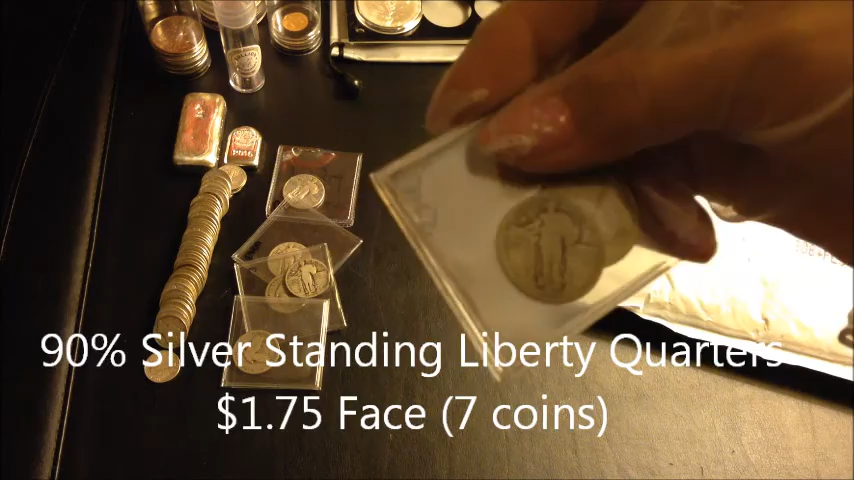 90% Silver Standing Liberty Quarters
$1.75 Face (7 coins)